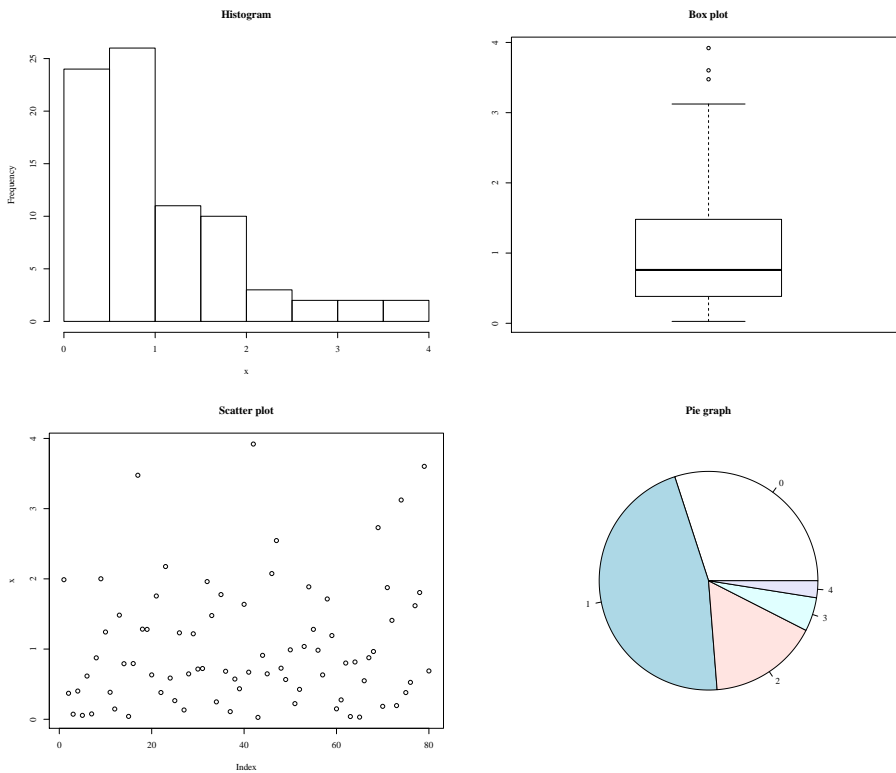 Histogram
Frequency
0 5 10 15 20 25
0 1 2 3 4
x
Box plot
0 1 2 3 4
Scatter plot
x
0 1 2 3 4
0 20 40 60 80
Index
Pie graph
0
1
2
3
4